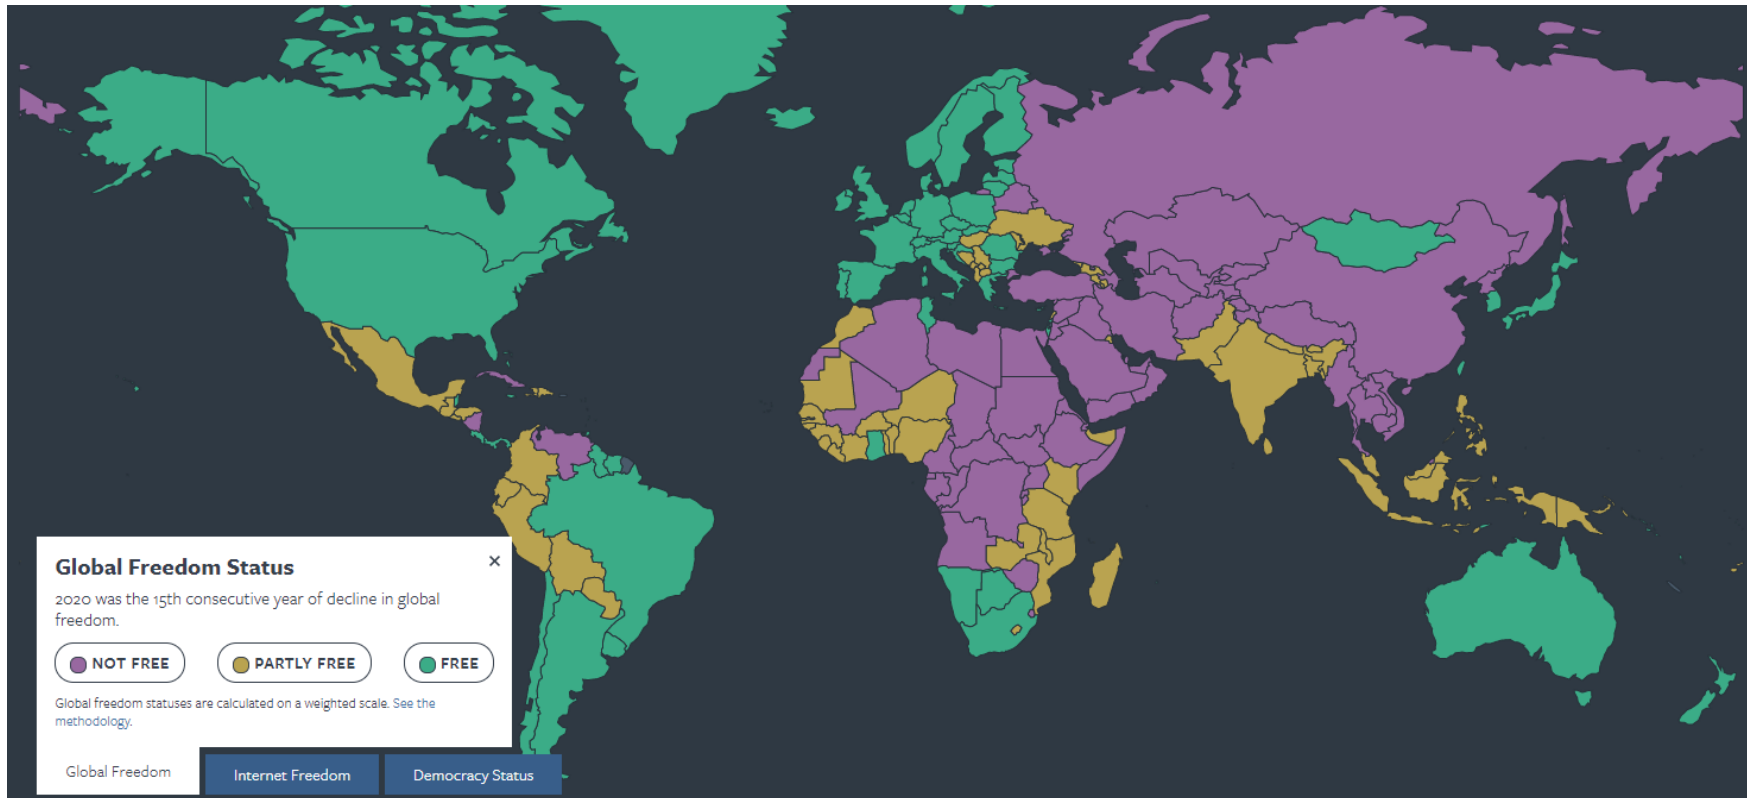 Global Freedom Status
×
2020 was the 15th consecutive year of decline in global
freedom.
NOT FREE
PARTLY FREE
FREE
Global freedom statuses are calculated on a weighted scale. See the
methodology.
Global Freedom
Internet Freedom
Democracy Status